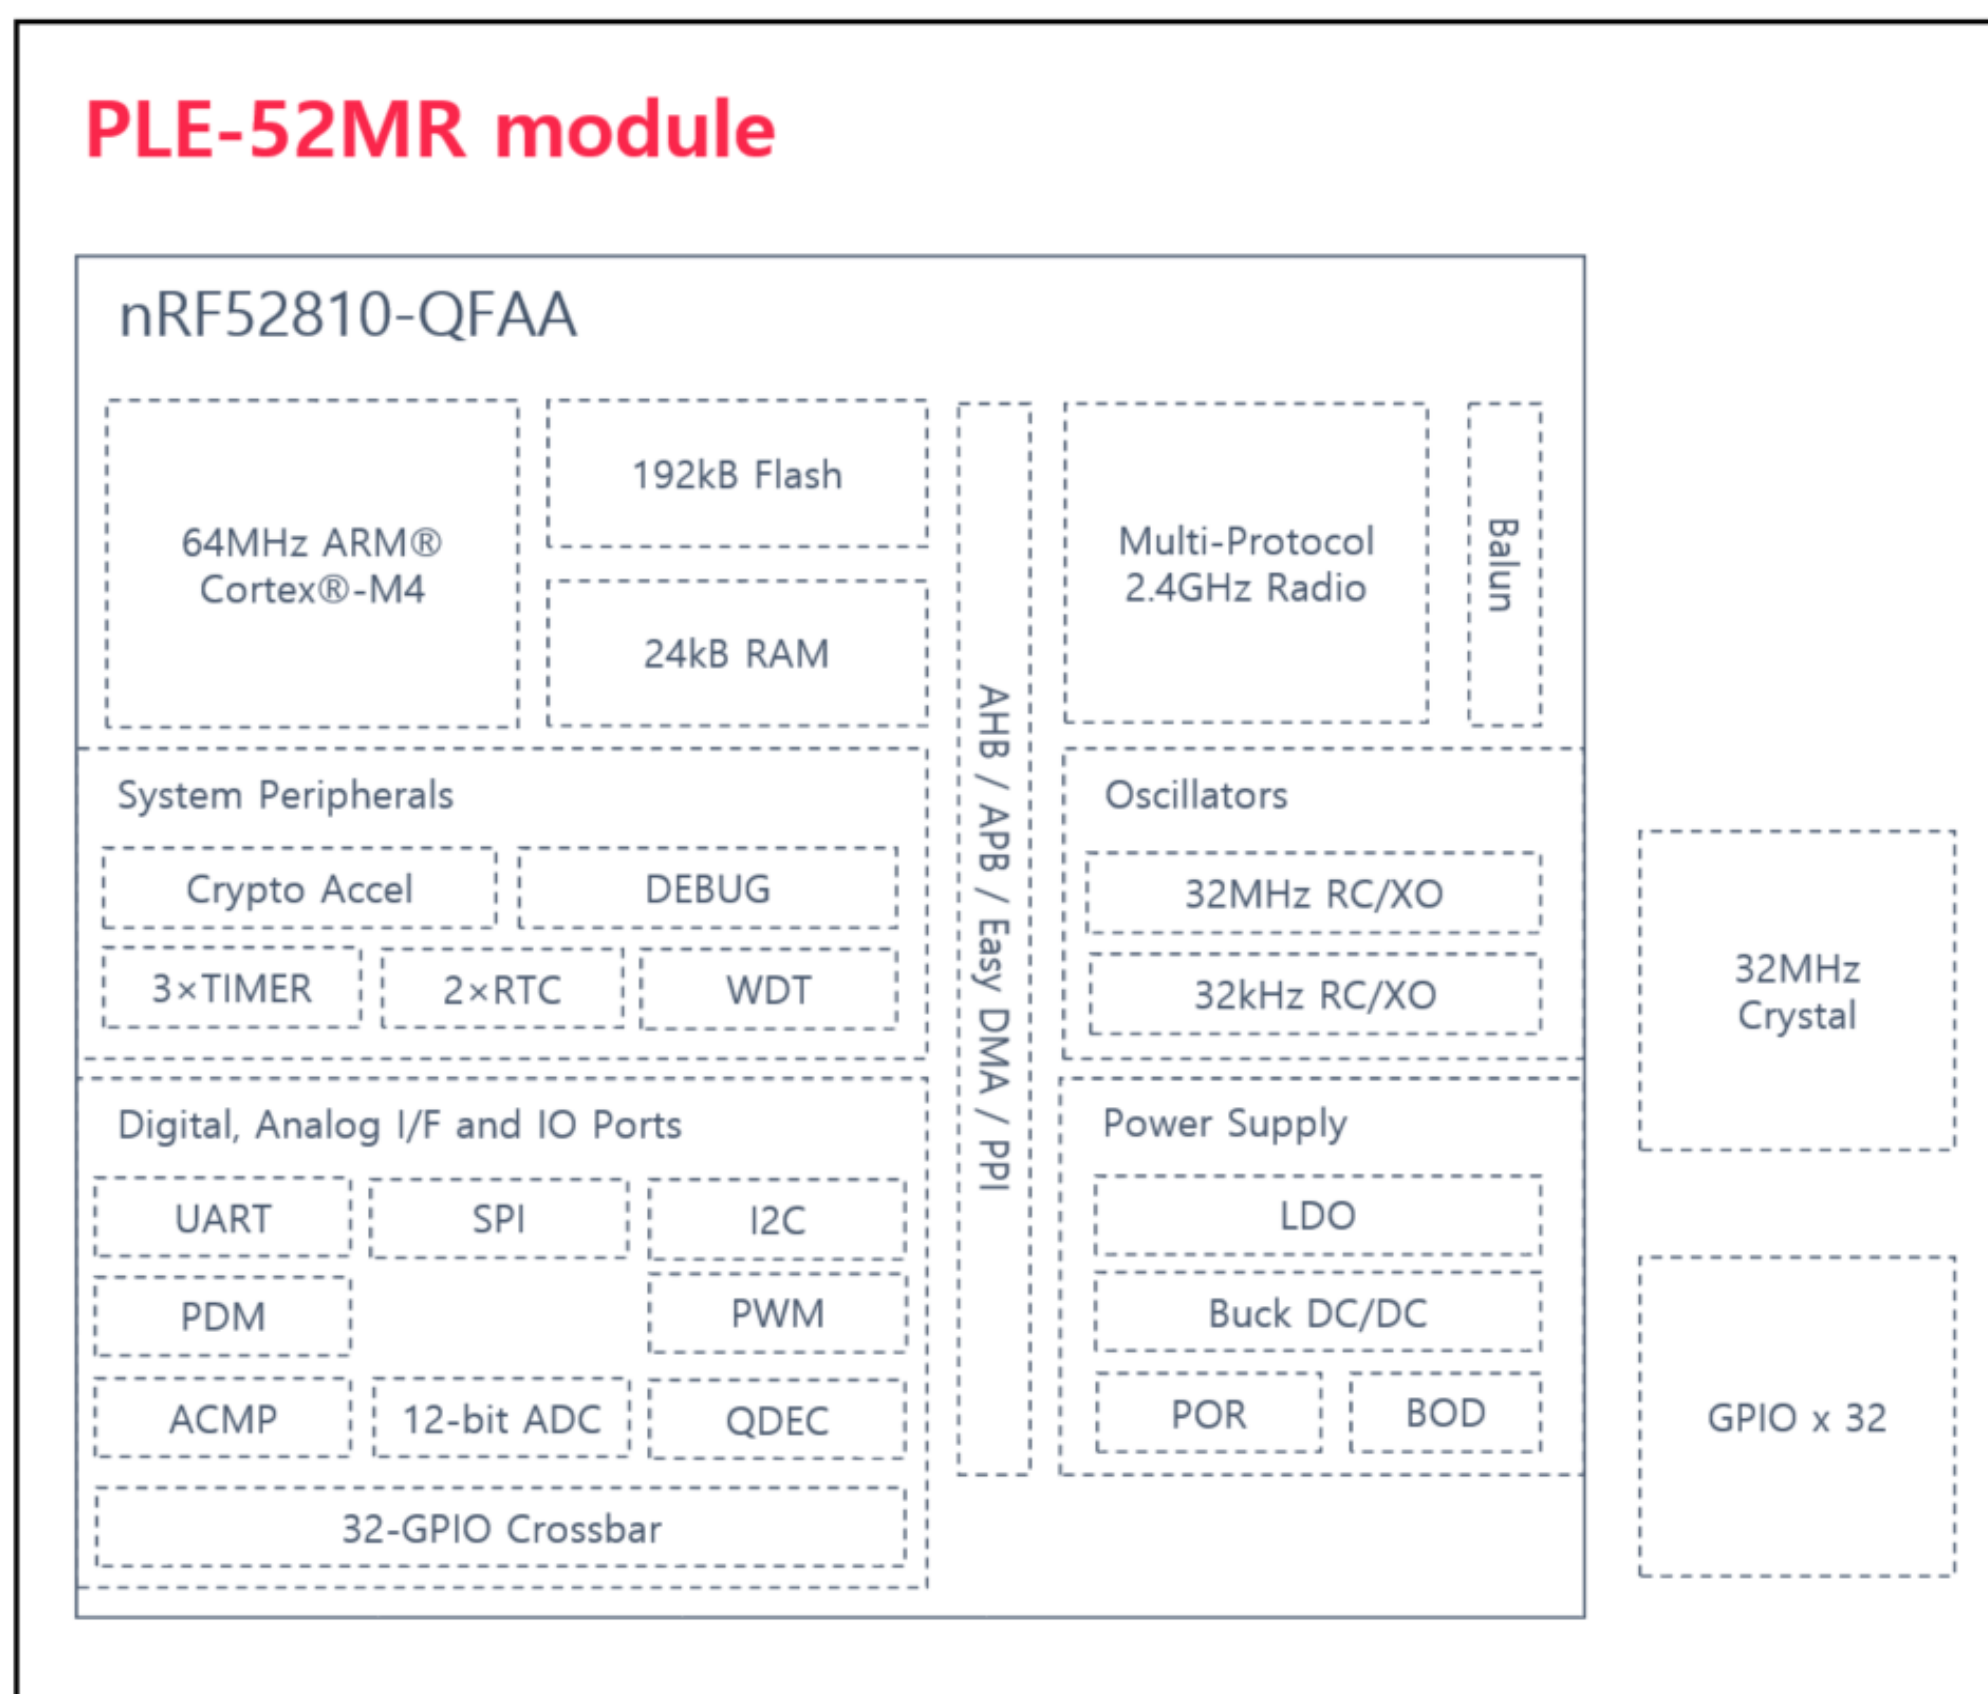 PLE-52MR module
nRF52810-QFAA
64MHz ARM®
Cortex®-M4
192kB Flash
24kB RAM
AHB / APB / Easy DMA / PPI
Multi-Protocol
2.4GHz Radio
Balun
System Peripherals
Crypto Accel
DEBUG
3×TIMER
2×RTC
WDT
Oscillators
32MHz RC/XO
32kHz RC/XO
32MHz
Crystal
Digital, Analog I/F and IO Ports
UART
SPI
I2C
PDM
PWM
ACMP
12-bit ADC
QDEC
32-GPIO Crossbar
Power Supply
LDO
Buck DC/DC
POR
BOD
GPIO x 32